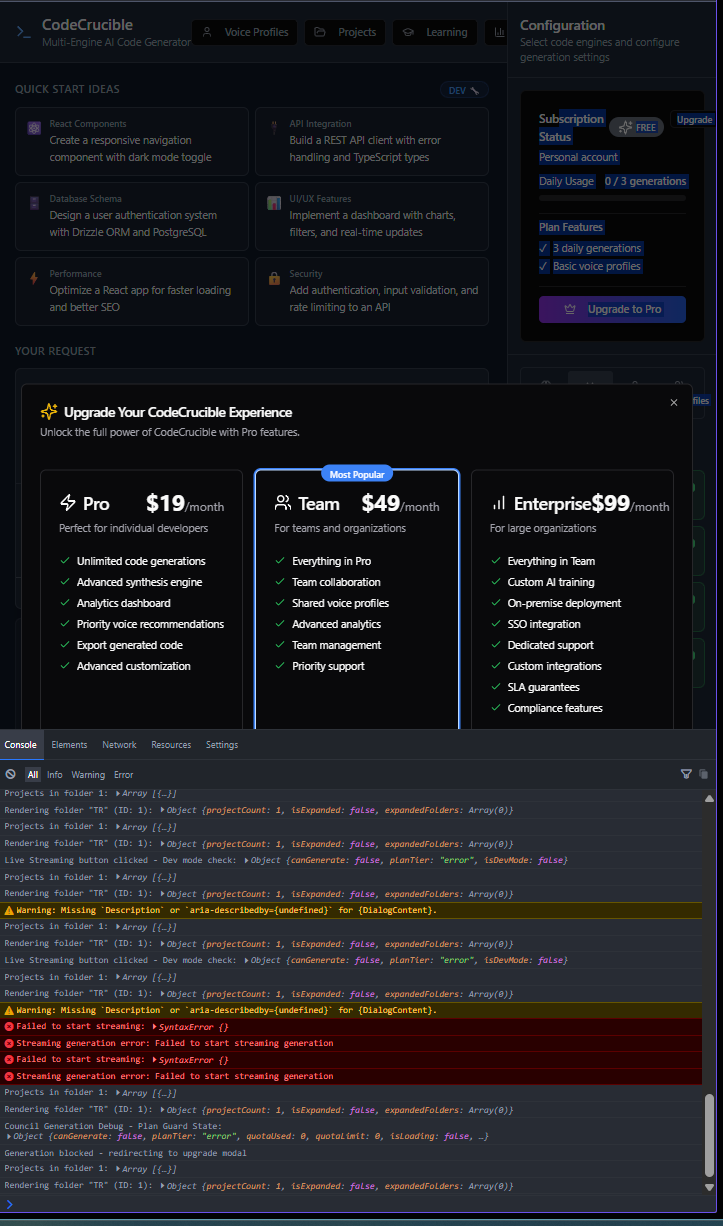 CodeCrucible
Multi-Engine AI Code Generator
Voice Profiles
Projects
Learning
Configuration
Select code engines and configure
generation settings
QUICK START IDEAS
DEV
React Components
Create a responsive navigation
component with dark mode toggle
API Integration
Build a REST API client with error
handling and TypeScript types
Database Schema
Design a user authentication system
with Drizzle ORM and PostgreSQL
UI/UX Features
Implement a dashboard with charts,
filters, and real-time updates
Performance
Optimize a React app for faster loading
and better SEO
Security
Add authentication, input validation, and
rate limiting to an API
YOUR REQUEST
Subscription
Status
FREE
Upgrade
Personal account
Daily Usage 0 / 3 generations
Plan Features
✓ 3 daily generations
✓ Basic voice profiles
Upgrade to Pro
files
Upgrade Your CodeCrucible Experience
Unlock the full power of CodeCrucible with Pro features.
Pro $19/month
Perfect for individual developers
Unlimited code generations
Advanced synthesis engine
Analytics dashboard
Priority voice recommendations
Export generated code
Advanced customization
Most Popular
Team $49/month
For teams and organizations
Everything in Pro
Team collaboration
Shared voice profiles
Advanced analytics
Team management
Priority support
Enterprise$99/month
For large organizations
Everything in Team
Custom AI training
On-premise deployment
SSO integration
Dedicated support
Custom integrations
SLA guarantees
Compliance features
Console Elements Network Resources Settings
All Info Warning Error
Projects in folder 1: ▶Array [{…}]
Rendering folder "TR" (ID: 1): ▶Object {projectCount: 1, isExpanded: false, expandedFolders: Array(0)}
Projects in folder 1: ▶Array [{…}]
Rendering folder "TR" (ID: 1): ▶Object {projectCount: 1, isExpanded: false, expandedFolders: Array(0)}
Live Streaming button clicked - Dev mode check: ▶Object {canGenerate: false, planTier: "error", isDevMode: false}
Projects in folder 1: ▶Array [{…}]
Rendering folder "TR" (ID: 1): ▶Object {projectCount: 1, isExpanded: false, expandedFolders: Array(0)}
Warning: Missing `Description` or `aria-describedby={undefined}` for {DialogContent}.
Projects in folder 1: ▶Array [{…}]
Rendering folder "TR" (ID: 1): ▶Object {projectCount: 1, isExpanded: false, expandedFolders: Array(0)}
Live Streaming button clicked - Dev mode check: ▶Object {canGenerate: false, planTier: "error", isDevMode: false}
Projects in folder 1: ▶Array [{…}]
Rendering folder "TR" (ID: 1): ▶Object {projectCount: 1, isExpanded: false, expandedFolders: Array(0)}
Warning: Missing `Description` or `aria-describedby={undefined}` for {DialogContent}.
Failed to start streaming: ▶SyntaxError {}
Streaming generation error: Failed to start streaming generation
Failed to start streaming: ▶SyntaxError {}
Streaming generation error: Failed to start streaming generation
Projects in folder 1: ▶Array [{…}]
Rendering folder "TR" (ID: 1): ▶Object {projectCount: 1, isExpanded: false, expandedFolders: Array(0)}
Council Generation Debug - Plan Guard State:
▶Object {canGenerate: false, planTier: "error", quotaUsed: 0, quotaLimit: 0, isLoading: false, …}
Generation blocked - redirecting to upgrade modal
Projects in folder 1: ▶Array [{…}]
Rendering folder "TR" (ID: 1): ▶Object {projectCount: 1, isExpanded: false, expandedFolders: Array(0)}